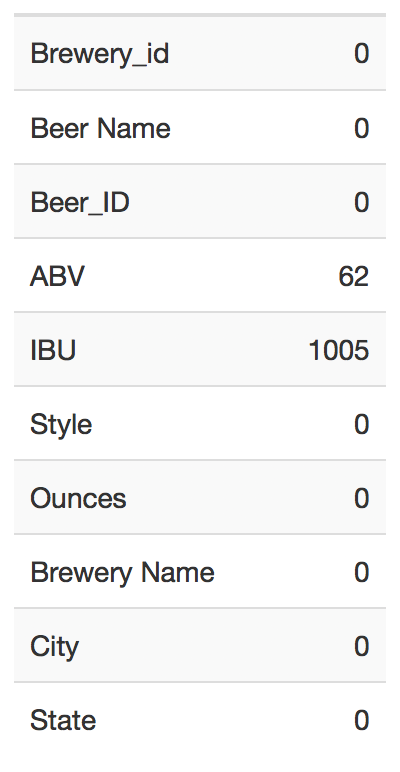 Brewery_id 0
Beer Name 0
Beer_ID 0
ABV 62
IBU 1005
Style 0
Ounces 0
Brewery Name 0
City 0
State 0